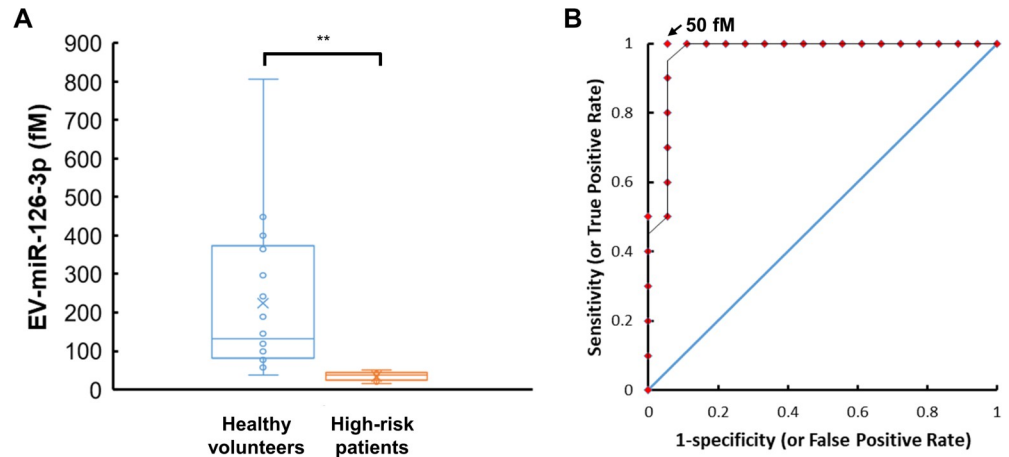 A
EV-miR-126-3p (fM)
900
800
700
600
500
400
300
200
100
0
**
Healthy
volunteers
High-risk
patients
B
50 fM
Sensitivity (or True Positive Rate)
1
0.8
0.6
0.4
0.2
0
0
0.2
0.4
0.6
0.8
1
1-specificity (or False Positive Rate)